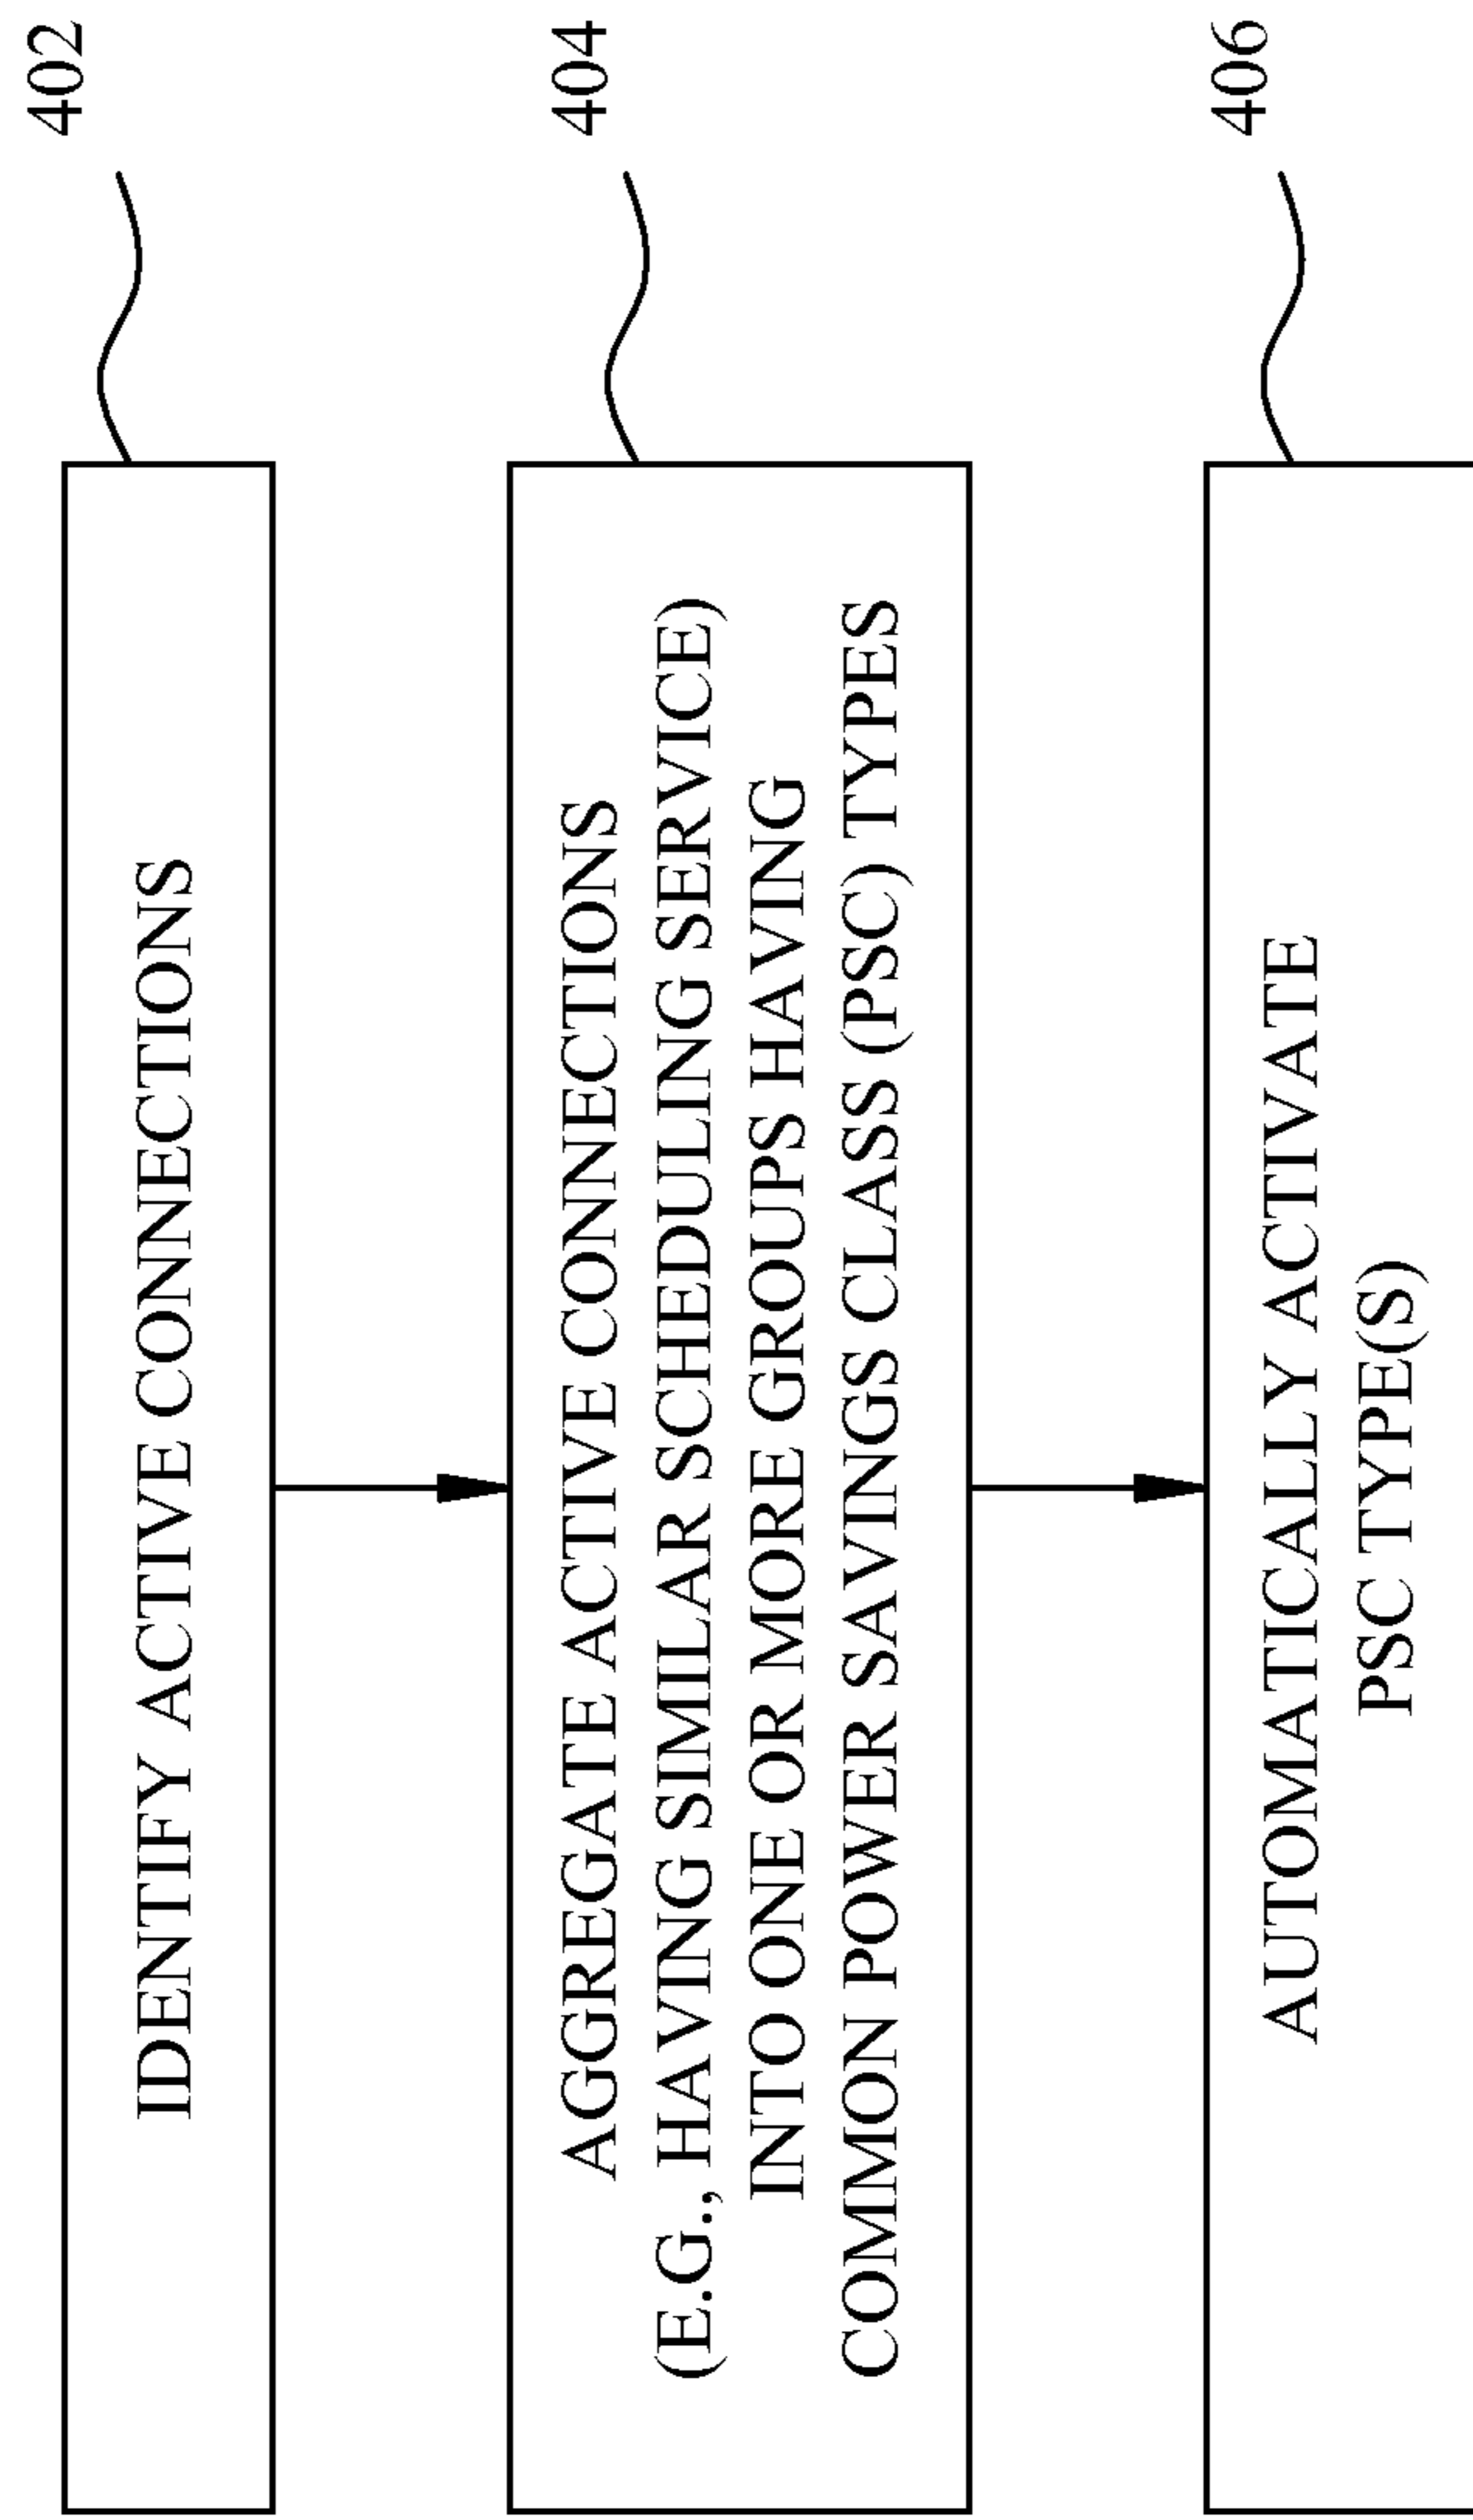 402
IDENTIFY ACTIVE CONNECTIONS
404
AGGREGATE ACTIVE CONNECTIONS
(E.G., HAVING SIMILAR SCHEDULING SERVICE)
INTO ONE OR MORE GROUPS HAVING
COMMON POWER SAVINGS CLASS (PSC) TYPES
406
AUTOMATICALLY ACTIVATE
PSC TYPE(S)